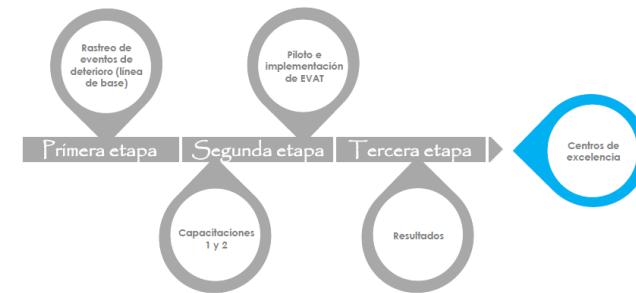 Rastreo de
eventos de
deterioro (línea
de base)
Piloto e
implementación
de EVAT
Primera etapa
Segunda etapa
Tercera etapa
Centros de
excelencia
Capacitaciones
1 y 2
Resultados